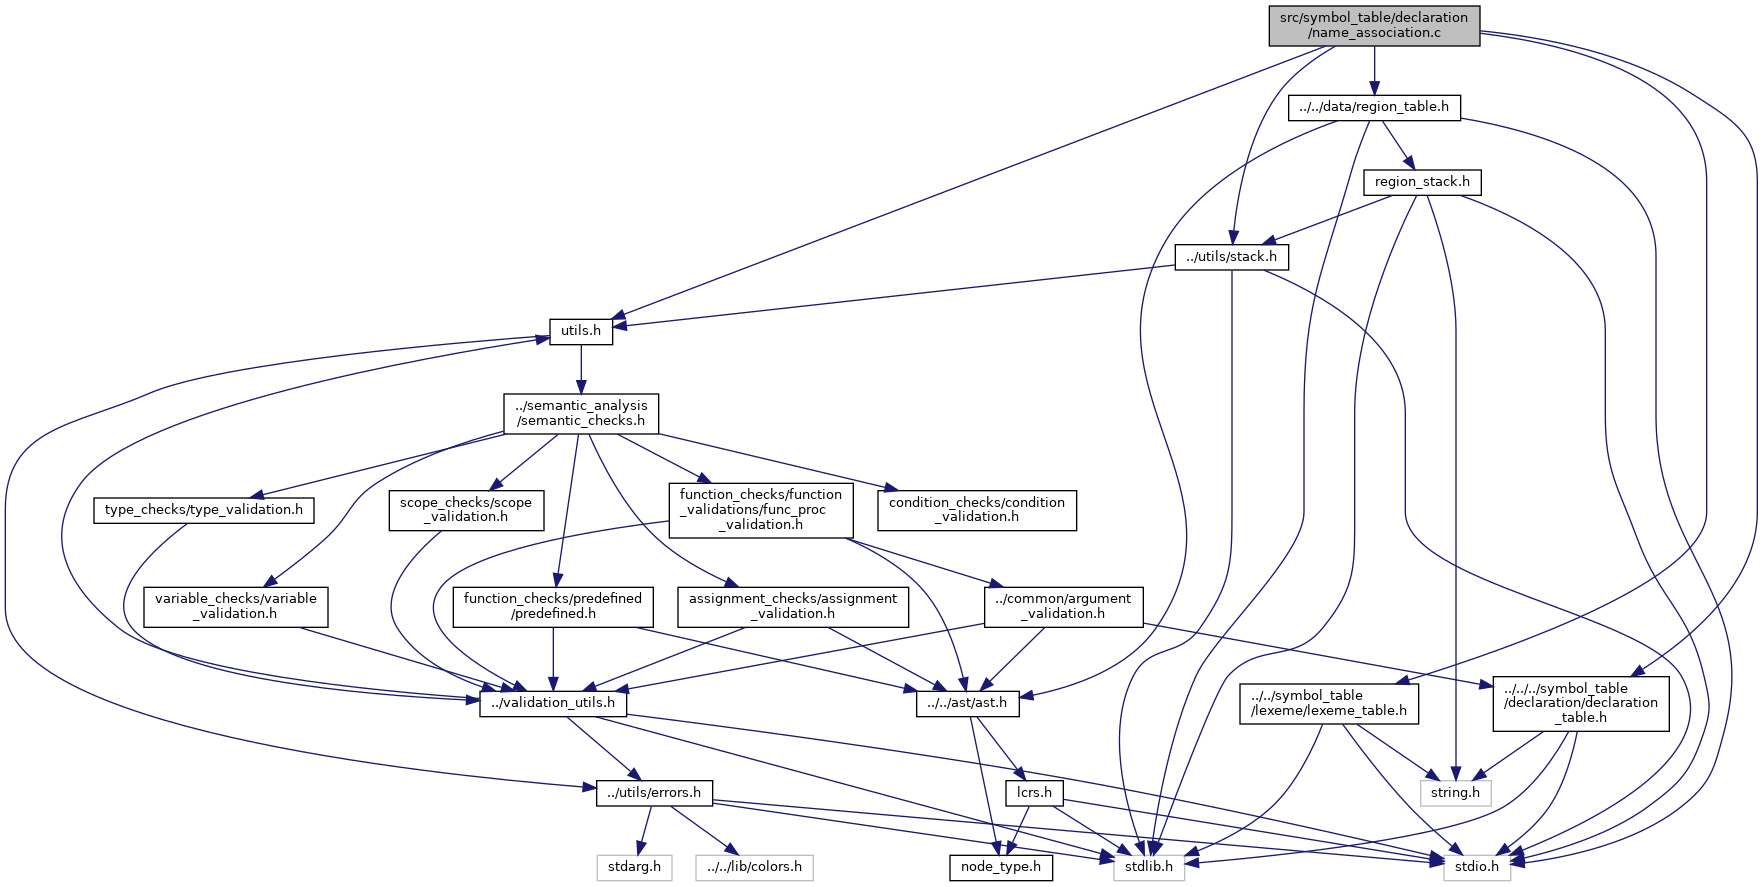 src/symbol_table/declaration
/name_association.c
../../data/region_table.h
region_stack.h
../utils/stack.h
utils.h
../semantic_analysis
/semantic_checks.h
type_checks/type_validation.h
scope_checks/scope
_validation.h
function_checks/function
_validations/func_proc
_validation.h
condition_checks/condition
_validation.h
variable_checks/variable
_validation.h
function_checks/predefined
/predefined.h
assignment_checks/assignment
_validation.h
../common/argument
_validation.h
../validation_utils.h
../../ast/ast.h
../../symbol_table
/lexeme/lexeme_table.h
../../../symbol_table
/declaration/declaration
_table.h
../utils/errors.h
lcrs.h
string.h
stdarg.h
../../lib/colors.h
node_type.h
stdlib.h
stdio.h